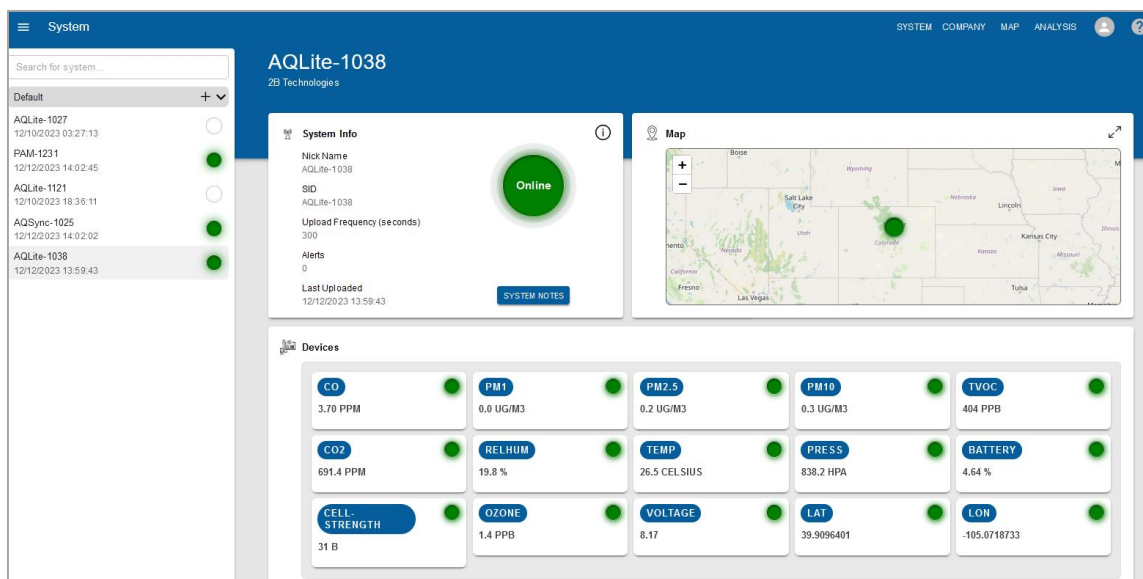 System
SYSTEM COMPANY MAP ANALYSIS
?
Search for system...
Default
AQLite-1027
12/10/2023 03:27:13
PAM-1231
12/12/2023 14:02:45
AQLite-1121
12/10/2023 18:36:11
AQSync-1025
12/12/2023 14:02:02
AQLite-1038
12/12/2023 13:59:43
AQLite-1038
2B Technologies
System Info
Nick Name
AQLite-1038
SID
AQLite-1038
Upload Frequency (seconds)
300
Alerts
0
Last Uploaded
12/12/2023 13:59:43
Online
SYSTEM NOTES
Map
+
−
Boise
Wyoming
Iowa
Salt Lake
City
Nebraska
Lincoln
Illinois
Utah
Colorado
Kansas City
mento
Nevada
Kansas
Missouri
California
Fresno
Las Vegas
Tulsa
Devices
CO
3.70 PPM
PM1
0.0 UG/M3
PM2.5
0.2 UG/M3
PM10
0.3 UG/M3
TVOC
404 PPB
CO2
691.4 PPM
RELHUM
19.8 %
TEMP
26.5 CELSIUS
PRESS
838.2 HPA
BATTERY
4.64 %
CELL-
STRENGTH
31 B
OZONE
1.4 PPB
VOLTAGE
8.17
LAT
39.9096401
LON
-105.0718733